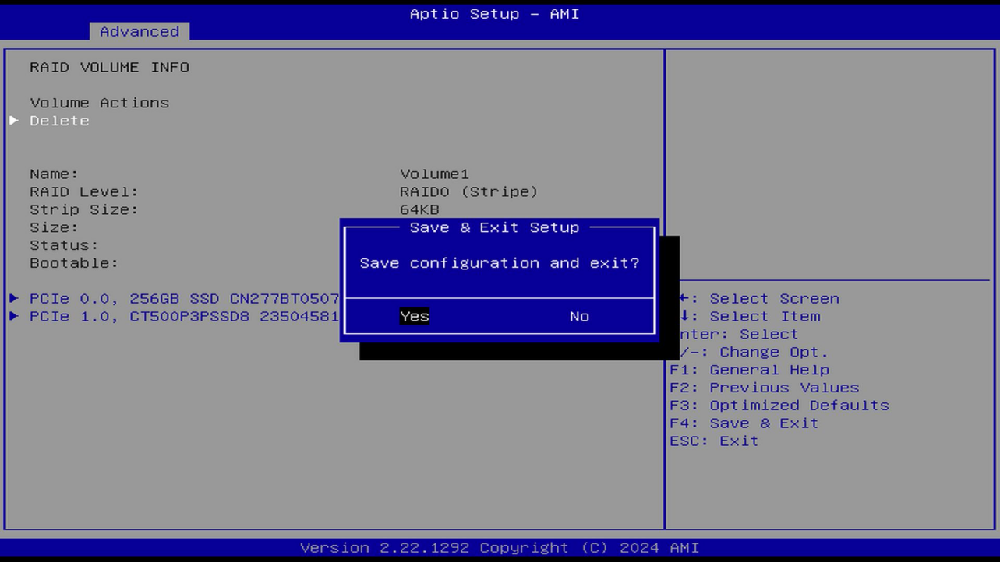 Aptio Setup – AMI
Advanced
RAID VOLUME INFO
Volume Actions
Delete
Name: Volume1
RAID Level: RAID0 (Stripe)
Strip Size: 64KB
Size:
Status:
Bootable:
PCIe 0.0, 256GB SSD CN277BT0507
PCIe 1.0, CT500P3PSSD8 23504581
Save & Exit Setup
Save configuration and exit?
Yes No
←: Select Screen
↓: Select Item
nter: Select
/-: Change Opt.
F1: General Help
F2: Previous Values
F3: Optimized Defaults
F4: Save & Exit
ESC: Exit
Version 2.22.1292 Copyright (C) 2024 AMI